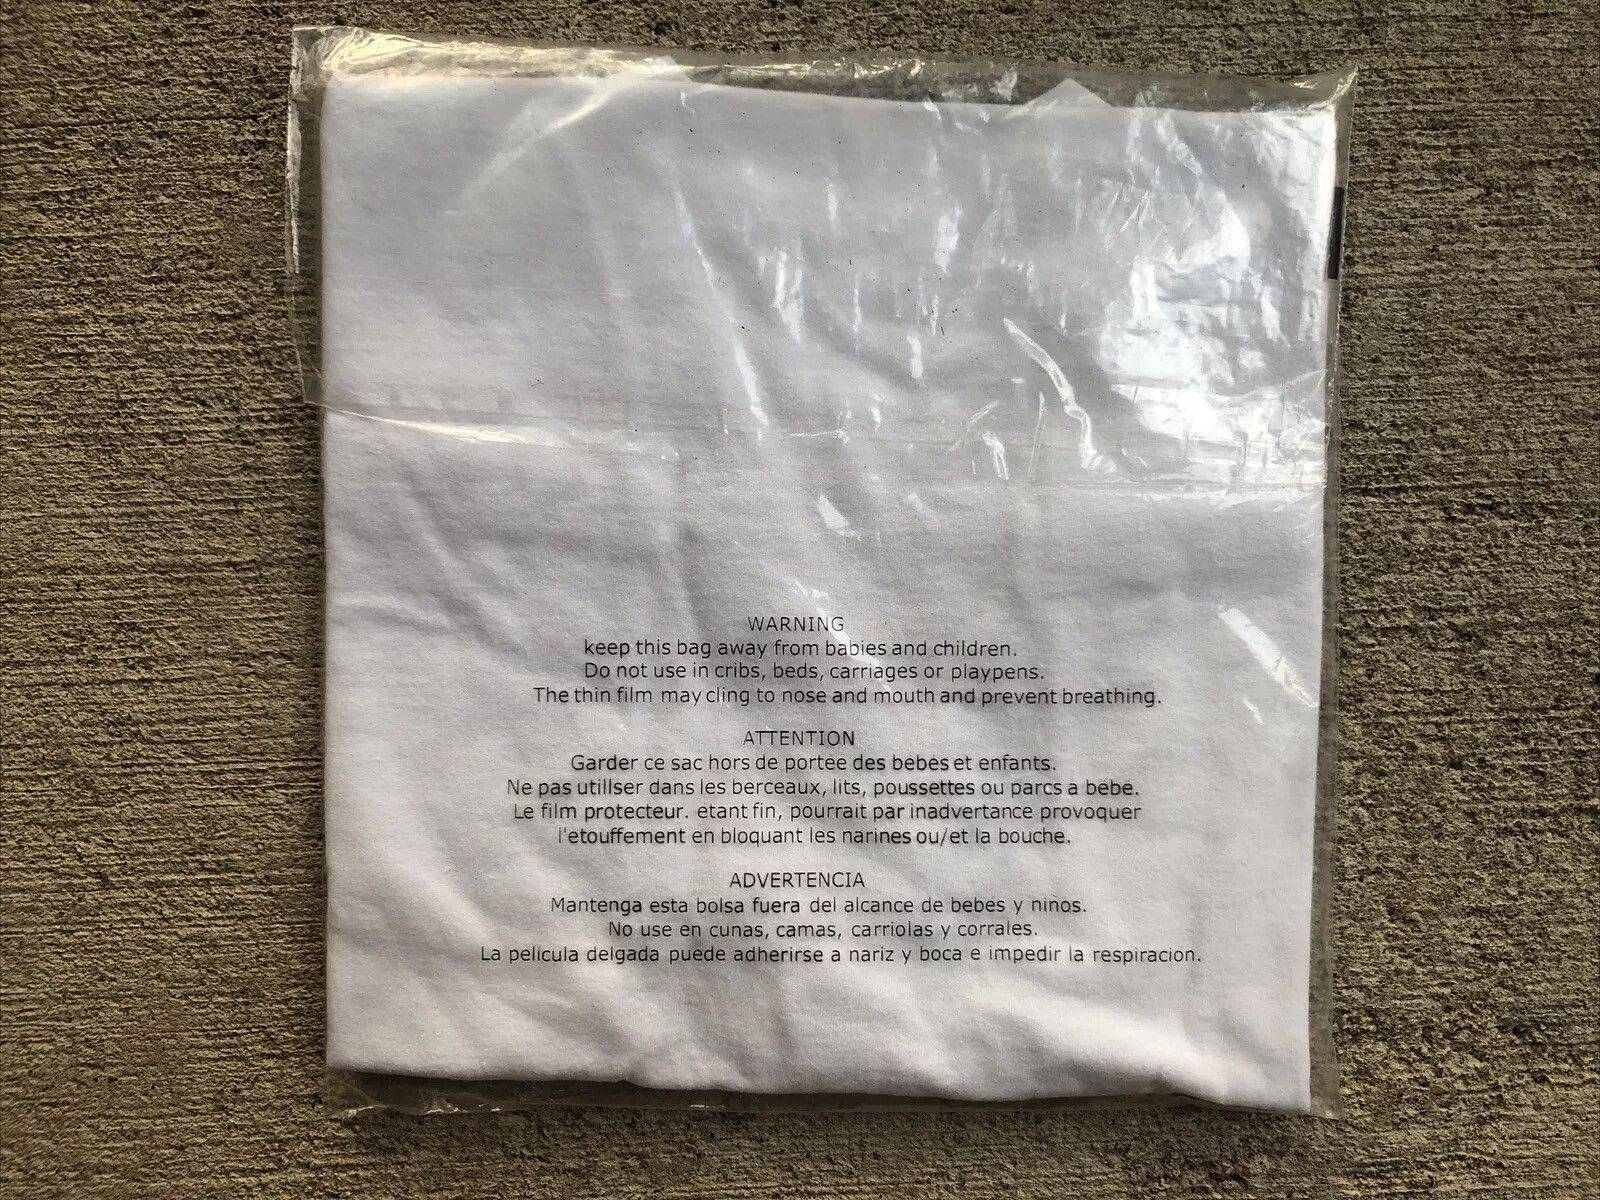 WARNING
keep this bag away from babies and children.
Do not use in cribs, beds, carriages or playpens.
The thin film may cling to nose and mouth and prevent breathing.
ATTENTION
Garder ce sac hors de portée des bébés et enfants.
Ne pas utillser dans les berceaux, lits, poussettes ou parcs a bebe.
Le film protecteur. etant fin, pourrait par inadvertance provoquer
l'etouffement en bloquant les narines ou/et la bouche.
ADVERTENCIA
Mantenga esta bolsa fuera del alcance de bebes y ninos.
No use en cunas, camas, carriolas y corrales.
La película delgada puede adherirse a nariz y boca e impedir la respiración.